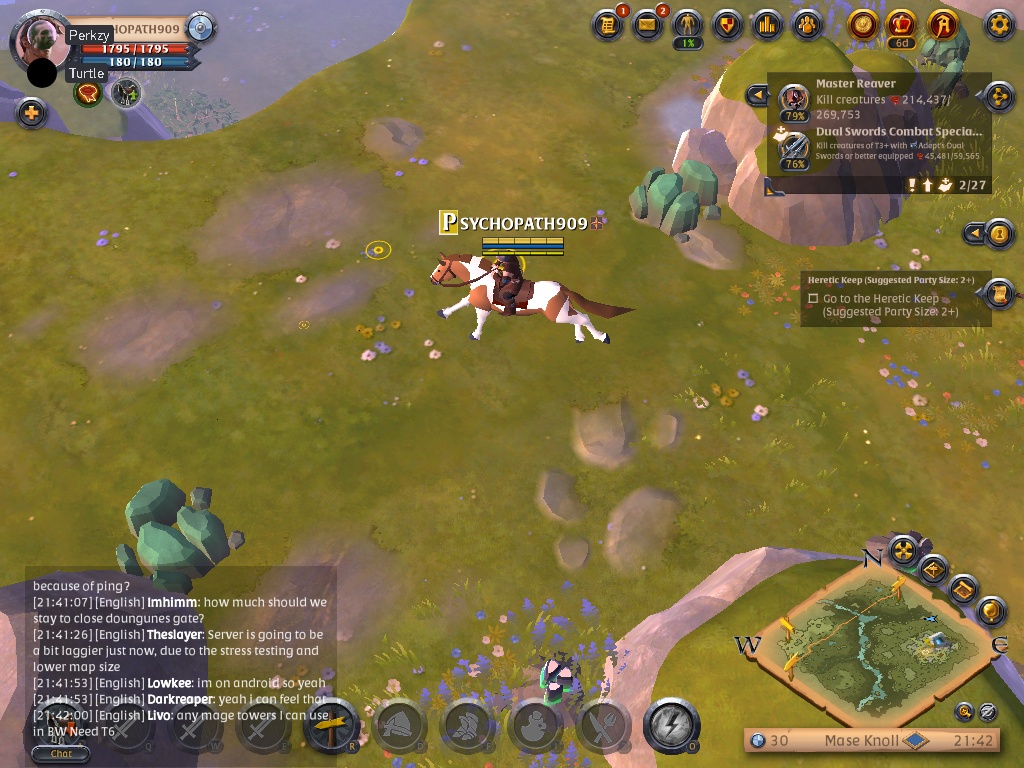 Perkzy
HOPATH909
1795 / 1795
180 / 180
Turtle
1
2
1%
6d
Master Reaver
Kill creatures 214,437/
269,753
79%
Dual Swords Combat Specia...
Kill creatures of T3+ with Adept's Dual
Swords or better equipped 45,481/59,565
76%
2/27
PSYCHOPATH909
Heretic Keep (Suggested Party Size: 2+)
Go to the Heretic Keep
(Suggested Party Size: 2+)
because of ping?
[21:41:07] [English] Imhimm: how much should we
stay to close doungunes gate?
[21:41:26] [English] Theslayer: Server is going to be
a bit laggier just now, due to the stress testing and
lower map size
[21:41:53] [English] Lowkee: im on android so yeah
[21:41:53] [English] Darkreaper: yeah i can feel that
[21:42:00] [English] Livo: any mage towers i can use
in BW Need T6
Chat
Q
W
E
R
D
F
O
N
W
E
30
Mase Knoll
21:42